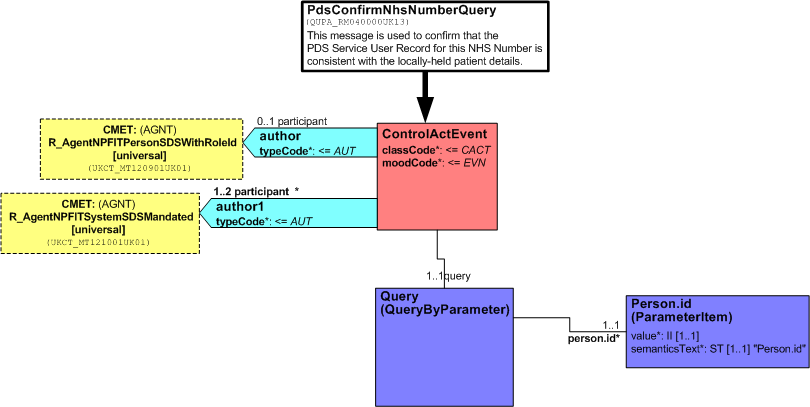 PdsConfirmNhsNumberQuery
(QUPA_RM040000UK13)
This message is used to confirm that the
PDS Service User Record for this NHS Number is
consistent with the locally-held patient details.
0..1 participant
CMET: (AGNT)
R_AgentNPFITPersonSDSWithRoleId
[universal]
(UKCT_MT120901UK01)
author
typeCode*: <= AUT
ControlActEvent
classCode*: <= CACT
moodCode*: <= EVN
1..2 participant *
CMET: (AGNT)
R_AgentNPFITSystemSDSMandated
[universal]
(UKCT_MT121001UK01)
author1
typeCode*: <= AUT
1..1query
Query
(QueryByParameter)
1..1
person.id*
Person.id
(ParameterItem)
value*: II [1..1]
semanticsText*: ST [1..1] "Person.id"